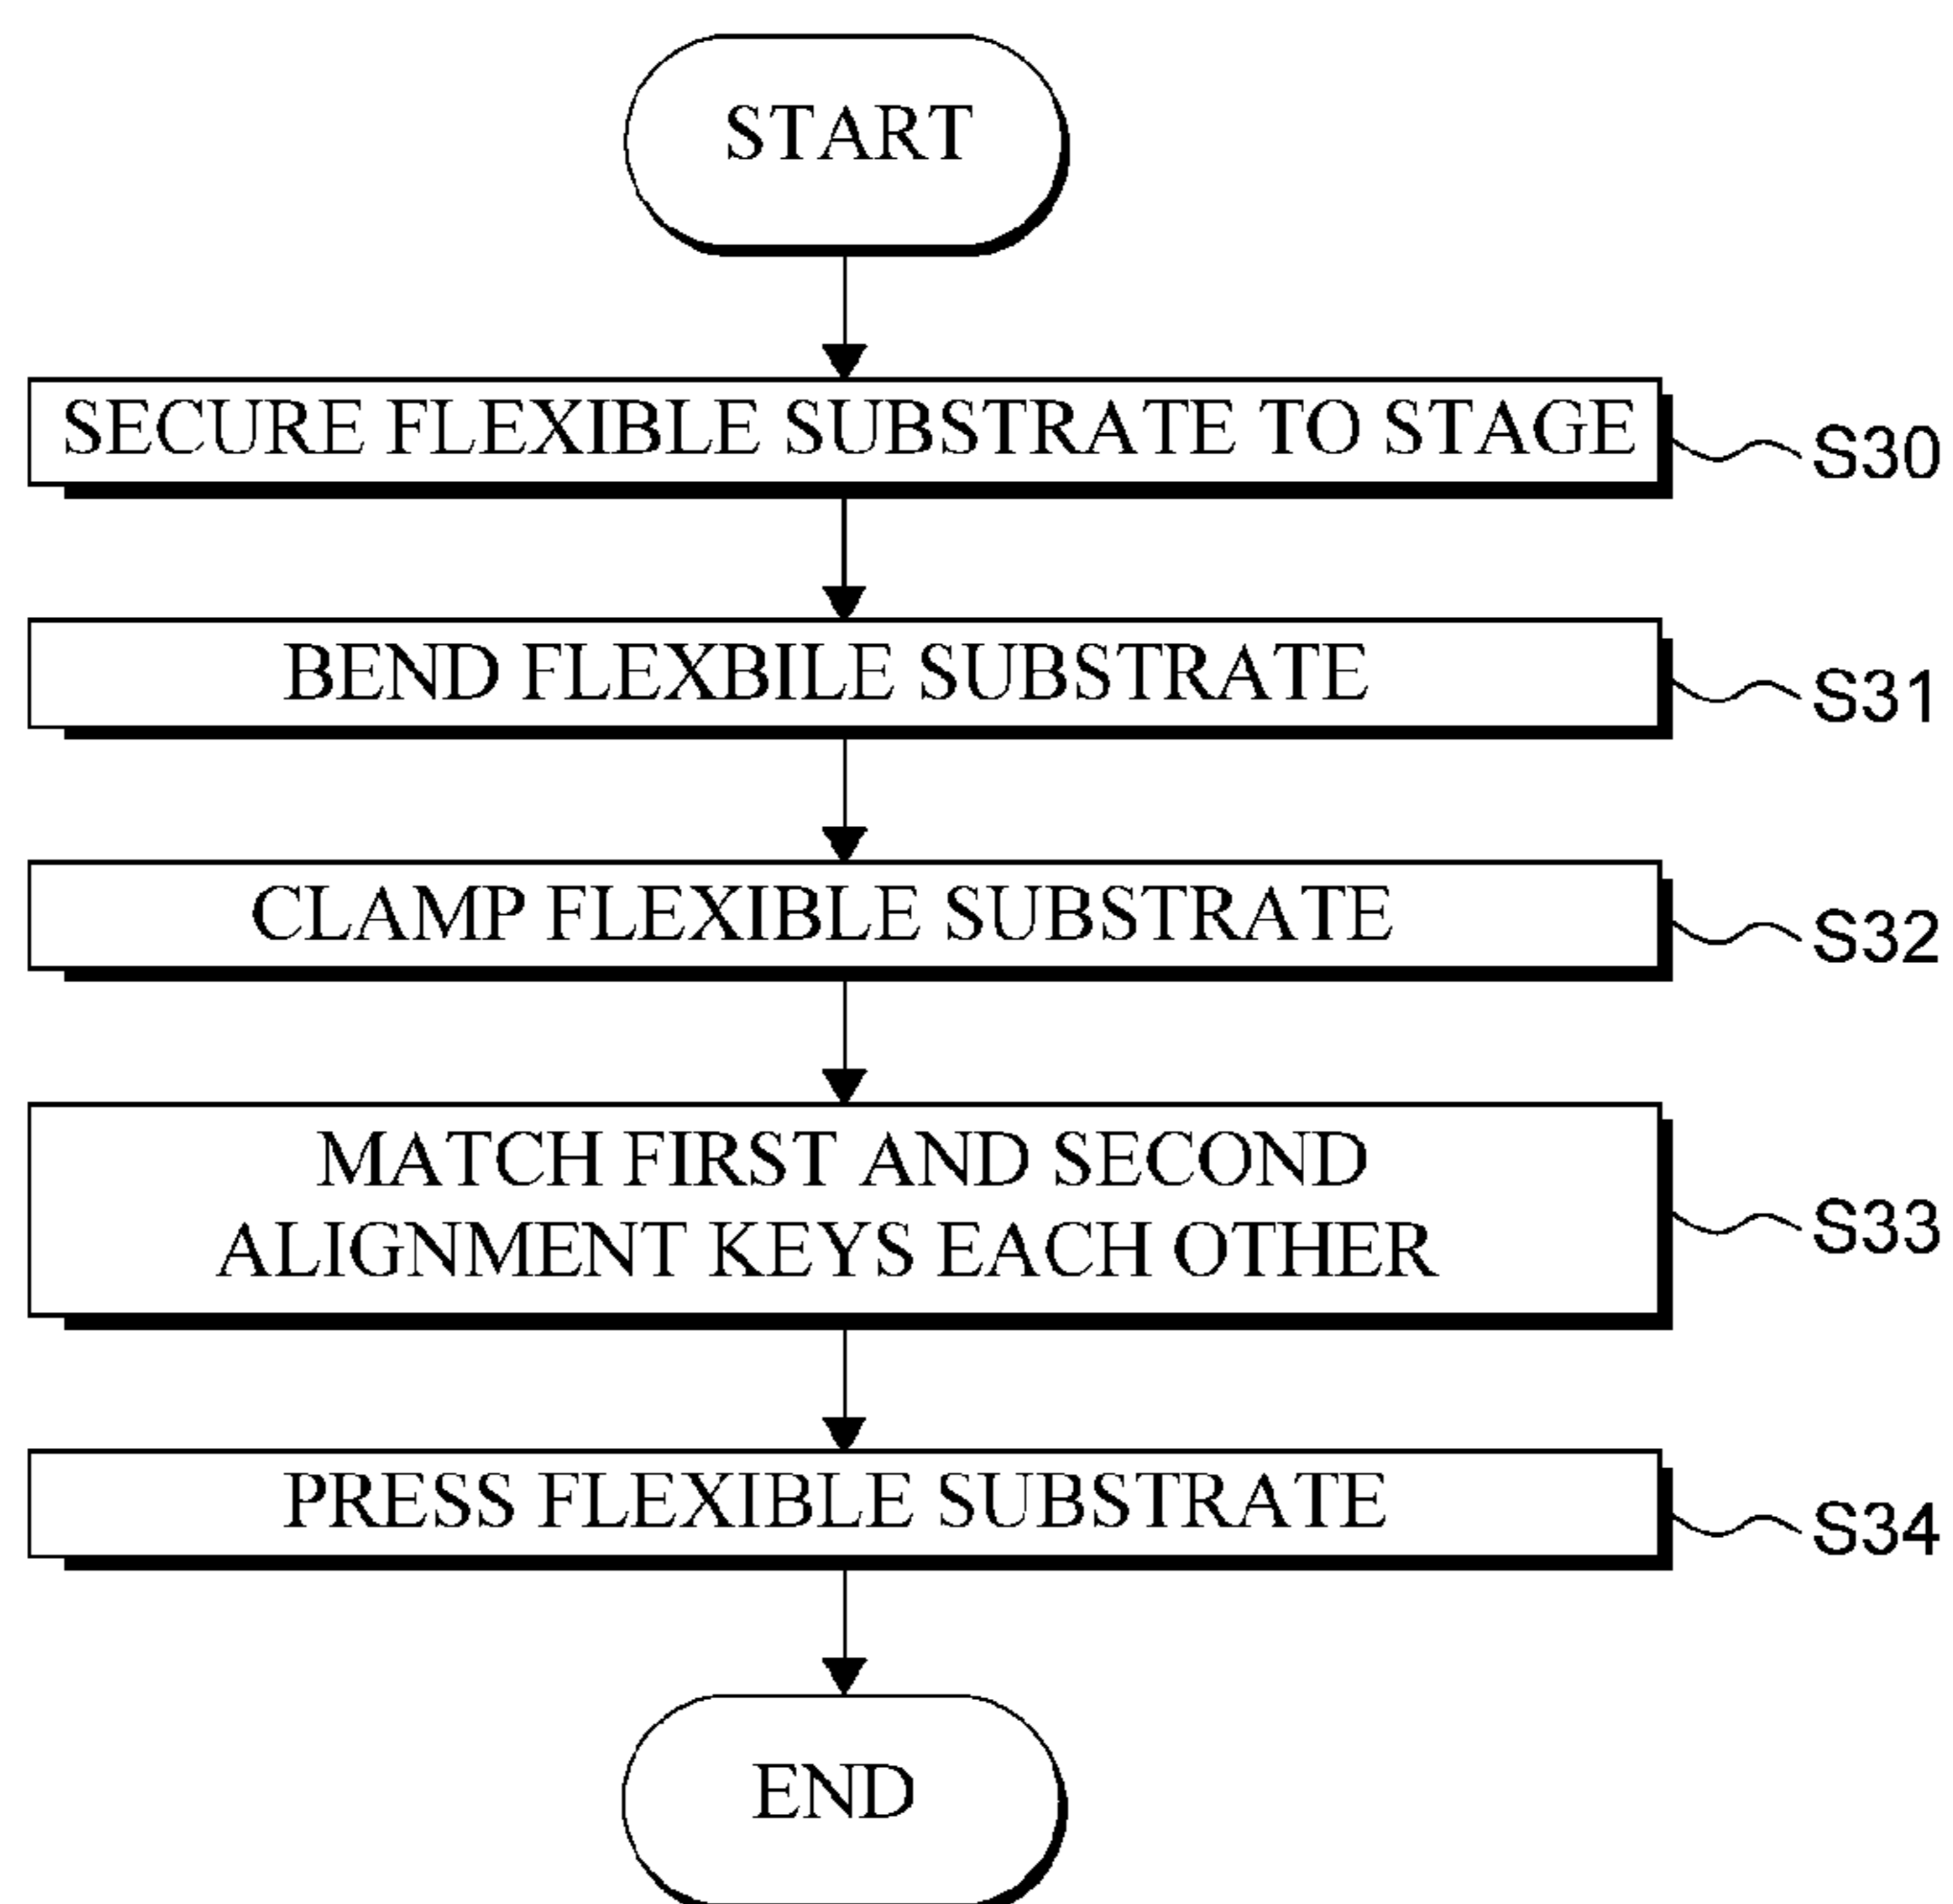 START
SECURE FLEXIBLE SUBSTRATE TO STAGE
S30
BEND FLEXBILE SUBSTRATE
S31
CLAMP FLEXIBLE SUBSTRATE
S32
MATCH FIRST AND SECOND
ALIGNMENT KEYS EACH OTHER
S33
PRESS FLEXIBLE SUBSTRATE
S34
END